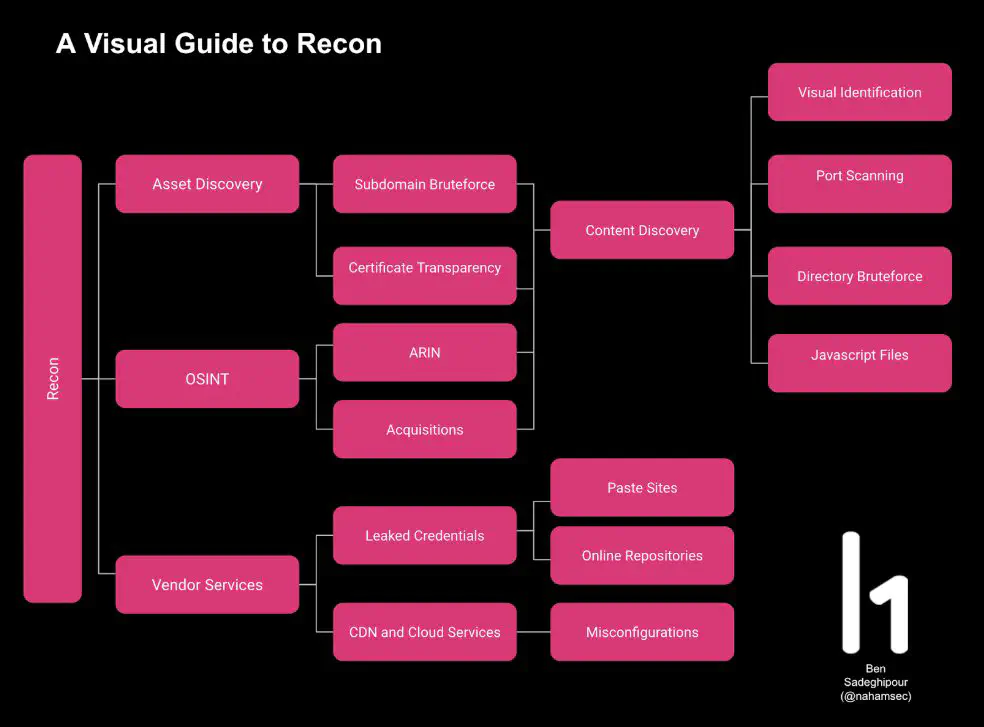 A Visual Guide to Recon
Recon
Asset Discovery
OSINT
Vendor Services
Subdomain Bruteforce
Certificate Transparency
ARIN
Acquisitions
Leaked Credentials
CDN and Cloud Services
Content Discovery
Paste Sites
Online Repositories
Misconfigurations
Visual Identification
Port Scanning
Directory Bruteforce
Javascript Files
h1
Ben
Sadeghipour
(@nahamsec)